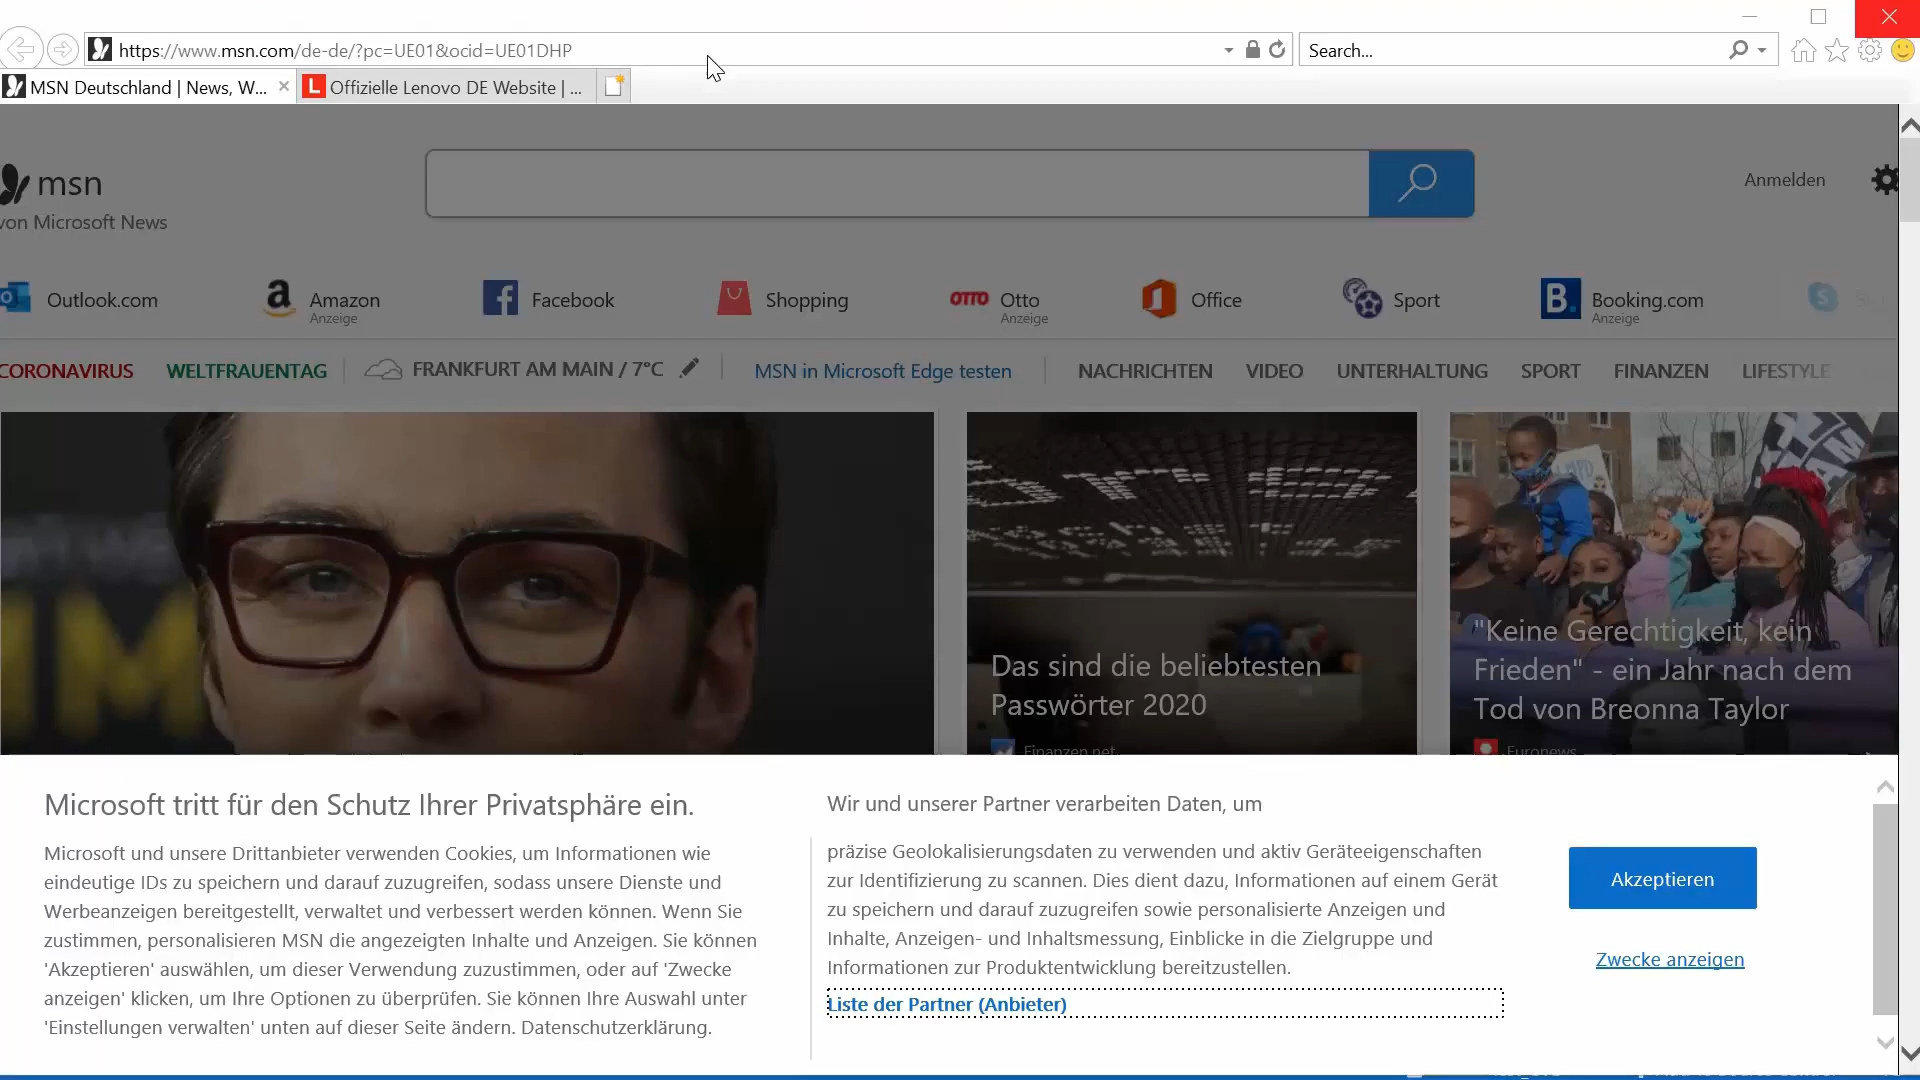 https://www.msn.com/de-de/?pc=UE01&ocid=UE01DHP
Search...
MSN Deutschland | News, W...
L Offizielle Lenovo DE Website | ...
msn
von Microsoft News
Anmelden
Outlook.com
Amazon
Anzeige
Facebook
Shopping
OTTO
Otto
Anzeige
Office
Sport
B.
Booking.com
Anzeige
CORONAVIRUS
WELTFRAUENTAG
FRANKFURT AM MAIN / 7°C
MSN in Microsoft Edge testen
NACHRICHTEN
VIDEO
UNTERHALTUNG
SPORT
FINANZEN
LIFESTYLE
Das sind die beliebtesten
Passwörter 2020
Finanzen.net
"Keine Gerechtigkeit, kein
Frieden" - ein Jahr nach dem
Tod von Breonna Taylor
Euronews
Microsoft tritt für den Schutz Ihrer Privatsphäre ein.
Microsoft und unsere Drittanbieter verwenden Cookies, um Informationen wie
eindeutige IDs zu speichern und darauf zuzugreifen, sodass unsere Dienste und
Werbeanzeigen bereitgestellt, verwaltet und verbessert werden können. Wenn Sie
zustimmen, personalisieren MSN die angezeigten Inhalte und Anzeigen. Sie können
'Akzeptieren' auswählen, um dieser Verwendung zuzustimmen, oder auf 'Zwecke
anzeigen' klicken, um Ihre Optionen zu überprüfen. Sie können Ihre Auswahl unter
'Einstellungen verwalten' unten auf dieser Seite ändern. Datenschutzerklärung.
Wir und unserer Partner verarbeiten Daten, um
präzise Geolokalisierungsdaten zu verwenden und aktiv Geräteeigenschaften
zur Identifizierung zu scannen. Dies dient dazu, Informationen auf einem Gerät
zu speichern und darauf zuzugreifen sowie personalisierte Anzeigen und
Inhalte, Anzeigen- und Inhaltsmessung, Einblicke in die Zielgruppe und
Informationen zur Produktentwicklung bereitzustellen.
Liste der Partner (Anbieter)
Akzeptieren
Zwecke anzeigen